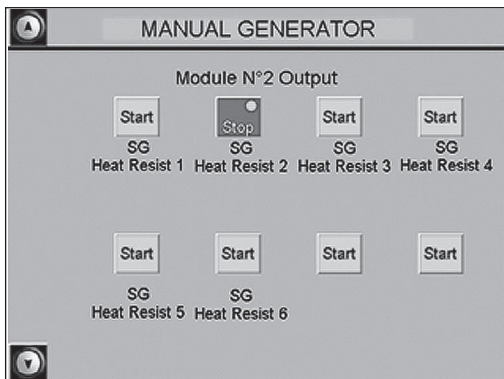 MANUAL GENERATOR
Module N°2 Output
Start Stop Start Start
SG SG SG SG
Heat Resist 1 Heat Resist 2 Heat Resist 3 Heat Resist 4
Start Start Start Start
SG SG
Heat Resist 5 Heat Resist 6